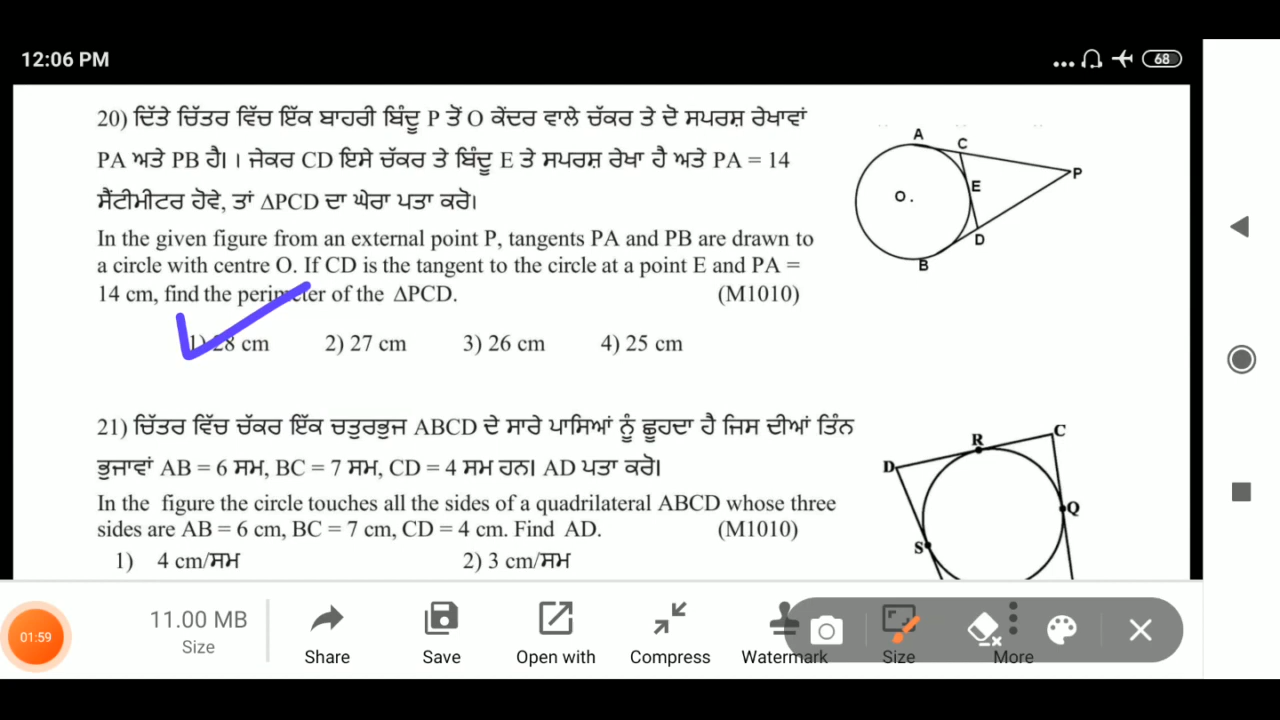 12:06 PM
68
20) ਦਿੱਤੇ ਚਿੱਤਰ ਵਿੱਚ ਇੱਕ ਬਾਹਰੀ ਬਿੰਦੂ P ਤੋਂ O ਕੇਂਦਰ ਵਾਲੇ ਚੱਕਰ ਤੇ ਦੋ ਸਪਰਸ਼ ਰੇਖਾਵਾਂ
PA ਅਤੇ PB ਹੈ। । ਜੇਕਰ CD ਇਸੇ ਚੱਕਰ ਤੇ ਬਿੰਦੂ E ਤੇ ਸਪਰਸ਼ ਰੇਖਾ ਹੈ ਅਤੇ PA = 14
ਸੈਂਟੀਮੀਟਰ ਹੋਵੇ, ਤਾਂ ΔPCD ਦਾ ਘੇਰਾ ਪਤਾ ਕਰੋ।
In the given figure from an external point P, tangents PA and PB are drawn to
a circle with centre O. If CD is the tangent to the circle at a point E and PA =
14 cm, find the perimeter of the ΔPCD. (M1010)
1) 28 cm 2) 27 cm 3) 26 cm 4) 25 cm
A
C
P
E
O .
D
B
21) ਚਿੱਤਰ ਵਿੱਚ ਚੱਕਰ ਇੱਕ ਚਤੁਰਭੁਜ ABCD ਦੇ ਸਾਰੇ ਪਾਸਿਆਂ ਨੂੰ ਛੂਹਦਾ ਹੈ ਜਿਸ ਦੀਆਂ ਤਿੰਨ
ਭੁਜਾਵਾਂ AB = 6 ਸਮ, BC = 7 ਸਮ, CD = 4 ਸਮ ਹਨ। AD ਪਤਾ ਕਰੋ।
In the figure the circle touches all the sides of a quadrilateral ABCD whose three
sides are AB = 6 cm, BC = 7 cm, CD = 4 cm. Find AD. (M1010)
1) 4 cm/ਸਮ 2) 3 cm/ਸਮ
R
C
D
Q
S
01:59
11.00 MB
Size
Share
Save
Open with
Compress
Watermark
Size
More